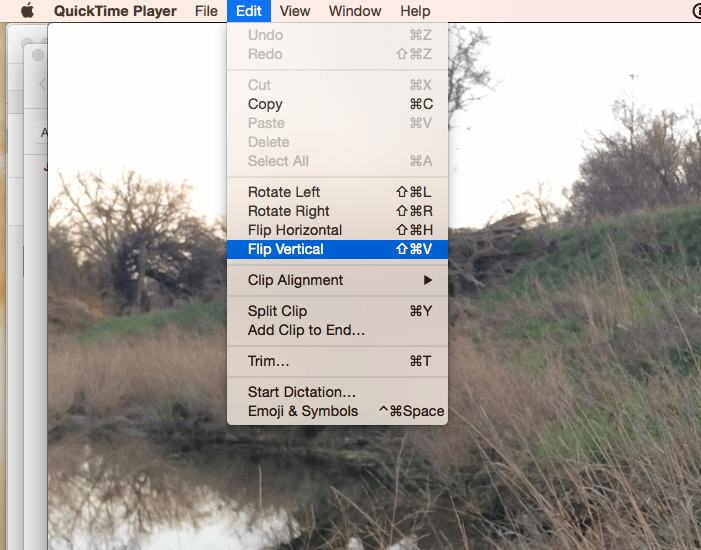 QuickTime Player File Edit View Window Help
Undo ⌘Z
Redo ⇧⌘Z
Cut ⌘X
Copy ⌘C
Paste ⌘V
Delete
Select All ⌘A
Rotate Left ⇧⌘L
Rotate Right ⇧⌘R
Flip Horizontal ⇧⌘H
Flip Vertical ⇧⌘V
Clip Alignment ▶
Split Clip ⌘Y
Add Clip to End...
Trim... ⌘T
Start Dictation...
Emoji & Symbols ^⌘Space
A